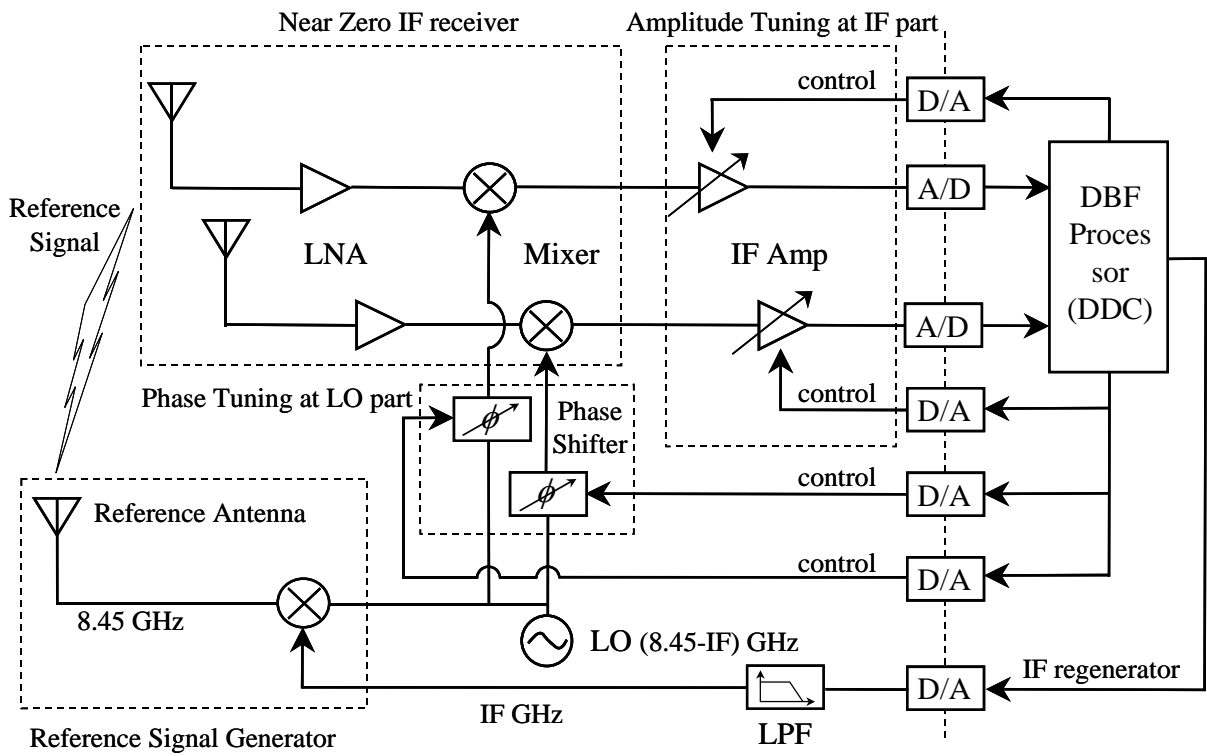 Near Zero IF receiver
Amplitude Tuning at IF part
control
D/A
A/D
DBF
Proces
sor
(DDC)
Reference
Signal
LNA
Mixer
IF Amp
A/D
Phase Tuning at LO part
ϕ
Phase
Shifter
control
D/A
ϕ
control
D/A
Reference Antenna
control
D/A
8.45 GHz
LO (8.45-IF) GHz
IF regenerator
D/A
IF GHz
LPF
Reference Signal Generator